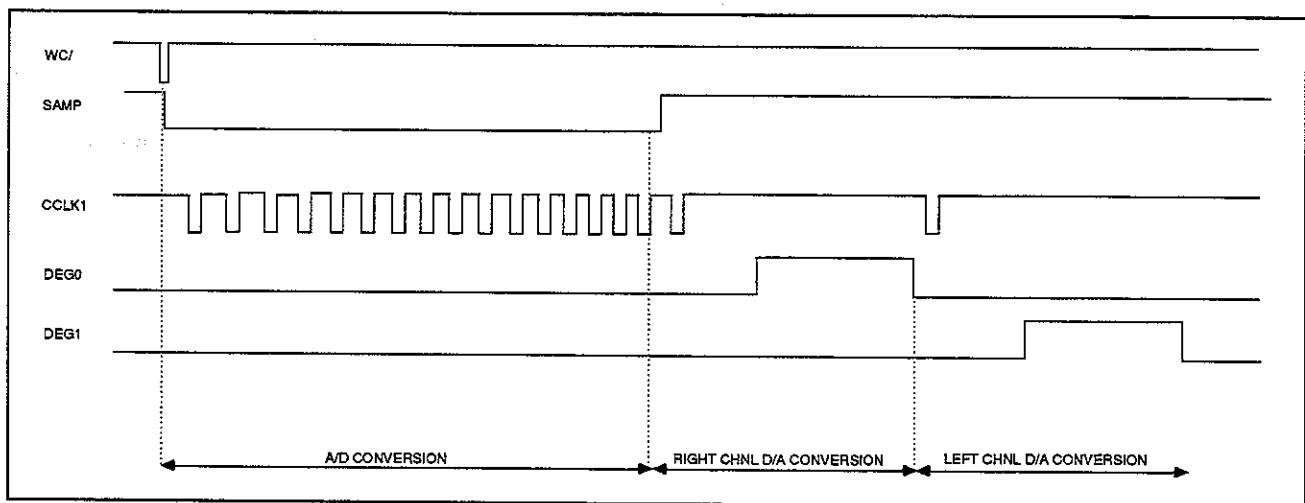 WC/
SAMP
CCLK1
DEG0
DEG1
A/D CONVERSION
RIGHT CHNL D/A CONVERSION
LEFT CHNL D/A CONVERSION